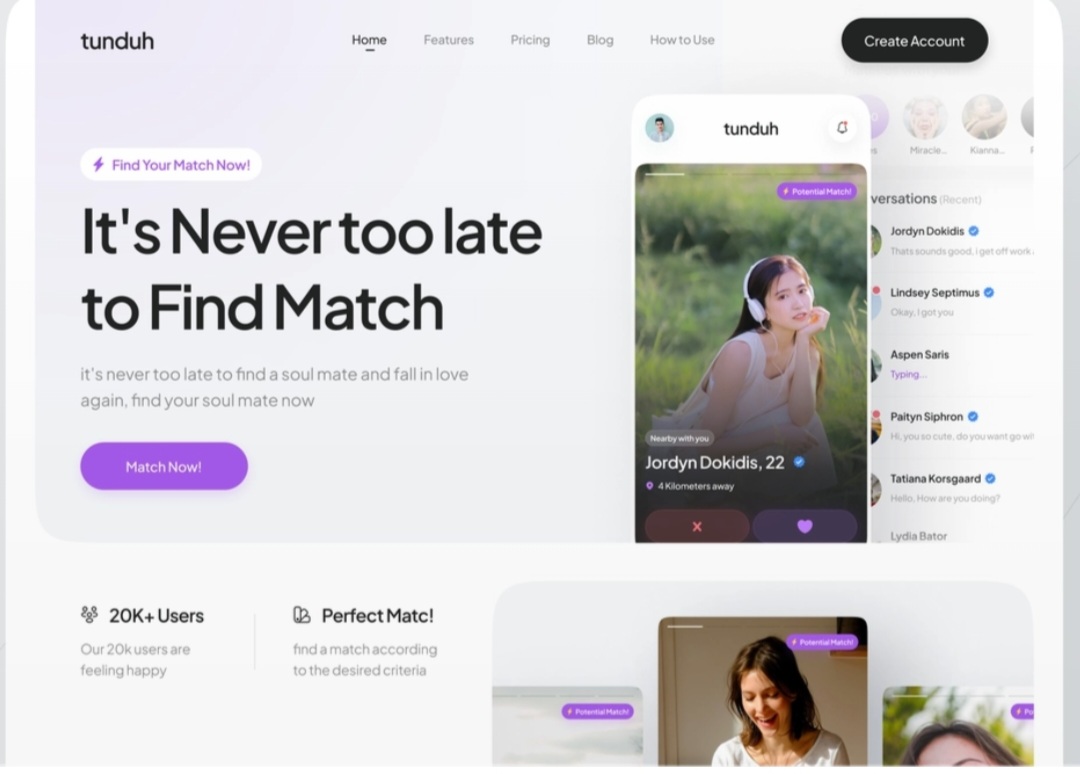 tunduh
Home
Features
Pricing
Blog
How to Use
Create Account
Find Your Match Now!
It's Never too late
to Find Match
it's never too late to find a soul mate and fall in love
again, find your soul mate now
Match Now!
tunduh
Potential Match!
Nearby with you
Jordyn Dokidis, 22
4 Kilometers away
Miracle...
Kianna...
versations (Recent)
Jordyn Dokidis
Thats sounds good, i get off work
Lindsey Septimus
Okay, I got you
Aspen Saris
Typing...
Paityn Siphron
Hi, you so cute, do you want go wit
Tatiana Korsgaard
Hello, How are you doing?
Lydia Bator
20K+ Users
Our 20k users are
feeling happy
Perfect Matc!
find a match according
to the desired criteria
Potential Match!
Potential Match!
Po